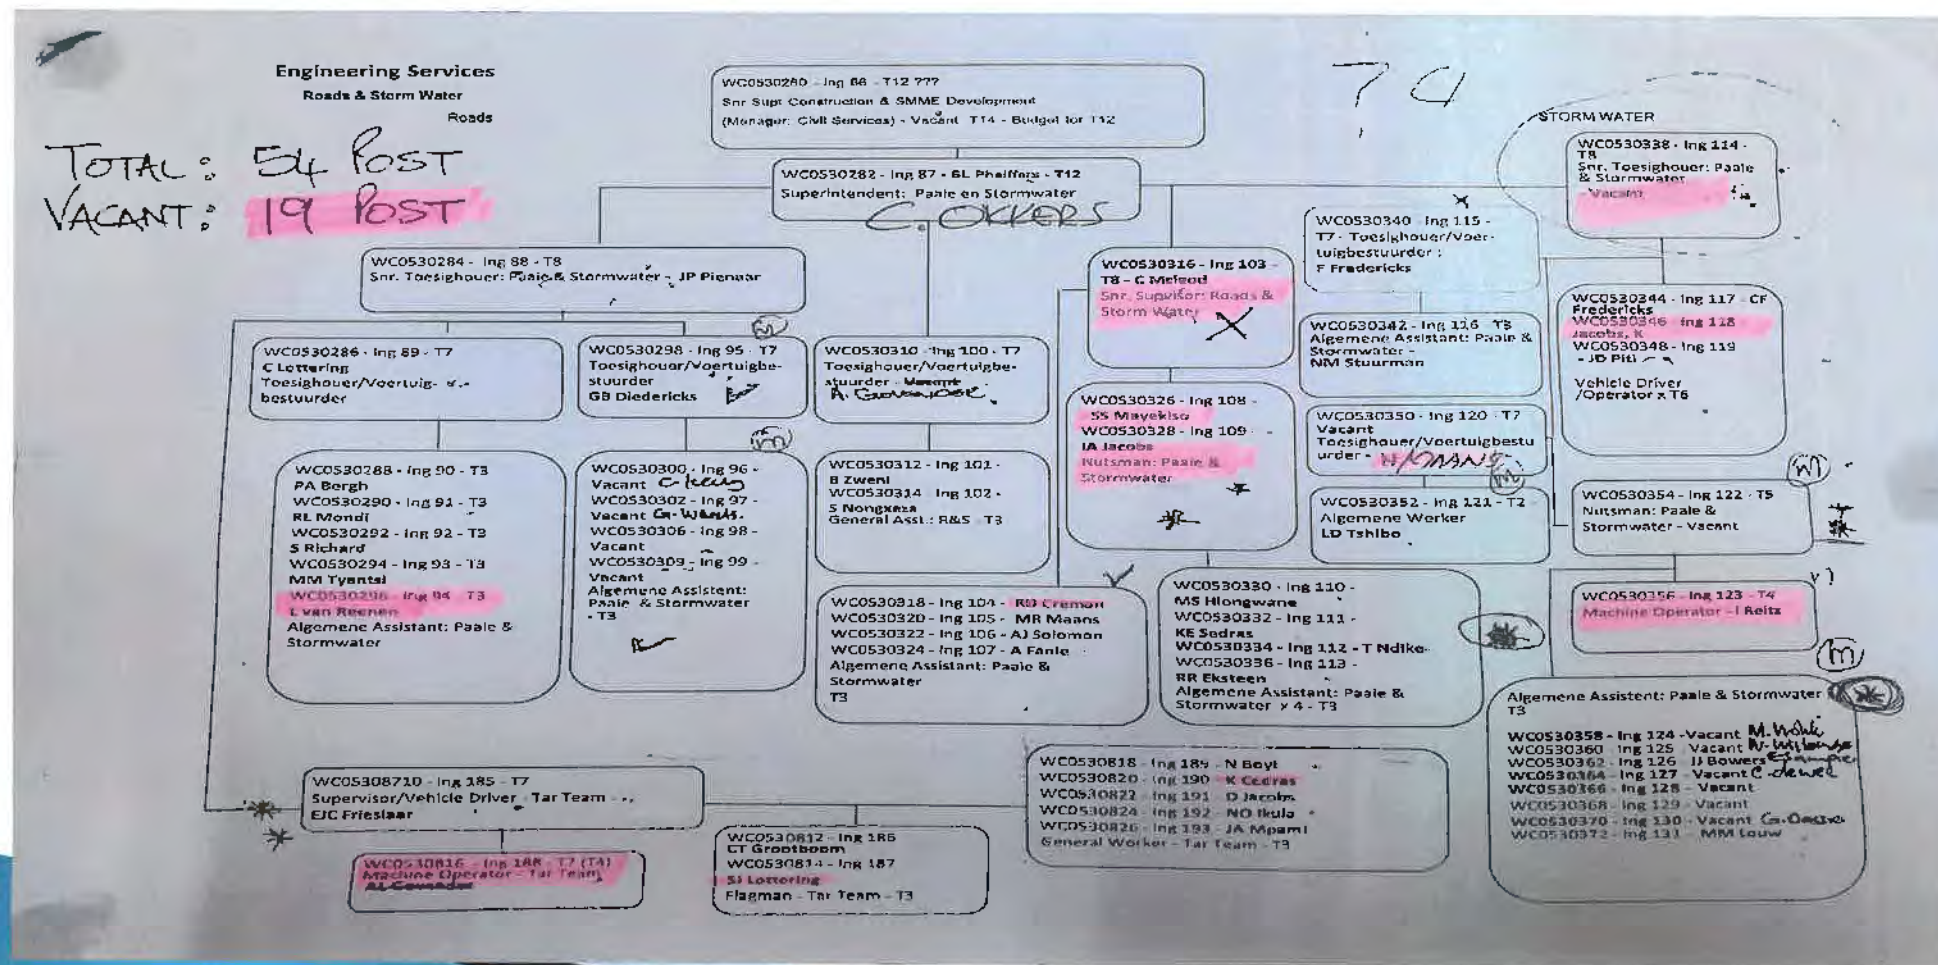 Engineering Services
Roads & Storm Water
Roads
TOTAL: 54 POST
VACANT: 19 POST
WC0530280 - Ing 86 - T12 ???
Snr Supt Construction & SMME Development
(Manager: Civil Services) - Vacant T14 - Budget for T12
WC0530282 - Ing 87 - GL Pheiffers - T12
Superintendent: Paaie en Stormwater
C. OKKERS
STORM WATER
WC0530338 - Ing 114 -
T8
Snr. Toesighouer: Paaie
& Stormwater
- Vacant
WC0530284 - Ing 88 - T8
Snr. Toesighouer: Paaie & Stormwater - JP Pienaar
WC0530316 - Ing 103 -
T8 - C Mcleod
Snr. Supvisor: Roads &
Storm Water
WC0530340 - Ing 115 -
T7 - Toesighouer/Voer-
tuigbestuurder :
F Fredericks
WC0530286 - Ing 89 - T7
C Lottering
Toesighouer/Voertuig-
bestuurder
WC0530298 - Ing 95 - T7
Toesighouer/Voertuigbe-
stuurder
GB Diedericks
WC0530310 - Ing 100 - T7
Toesighouer/Voertuigbe-
stuurder - Vacant
WC0530342 - Ing 116 - T3
Algemene Assistant: Paaie &
Stormwater -
NM Stuurman
WC0530344 - Ing 117 - CF
Fredericks
WC0530346 - Ing 118 -
Jacobs, K
WC0530348 - Ing 119
- JD Piti
Vehicle Driver
/Operator x T6
WC0530326 - Ing 108 -
SS Mayekiso
WC0530328 - Ing 109 -
IA Jacobs
Nutsman: Paaie &
Stormwater
WC0530350 - Ing 120 - T7
Vacant
Toesighouer/Voertuigbestu
urder -
WC0530288 - Ing 90 - T3
PA Bergh
WC0530290 - Ing 91 - T3
RL Mondi
WC0530292 - Ing 92 - T3
S Richard
WC0530294 - Ing 93 - T3
MM Tyantsi
WC0530296 - Ing 94 - T3
L van Reenen
Algemene Assistant: Paaie &
Stormwater
WC0530300 - Ing 96 -
Vacant
WC0530302 - Ing 97 -
Vacant
WC0530306 - Ing 98 -
Vacant
WC0530309 - Ing 99 -
Vacant
Algemene Assistent:
Paaie & Stormwater
- T3
WC0530312 - Ing 101 -
B Zweni
WC0530314 - Ing 102 -
S Nongxaza
General Asst.: R&S - T3
WC0530352 - Ing 121 - T2 -
Algemene Worker
LD Tshibo
WC0530354 - Ing 122 - T5
Nutsman: Paaie &
Stormwater - Vacant
WC0530318 - Ing 104 - RD Cremon
WC0530320 - Ing 105 - MR Maans
WC0530322 - Ing 106 - AJ Solomon
WC0530324 - Ing 107 - A Fanie
Algemene Assistant: Paaie &
Stormwater
T3
WC0530330 - Ing 110 -
MS Hlongwane
WC0530332 - Ing 111 -
KE Sedras
WC0530334 - Ing 112 - T Ndike
WC0530336 - Ing 113 -
RR Eksteen
Algemene Assistant: Paaie &
Stormwater x 4 - T3
WC0530356 - Ing 123 - T4
Machine Operator - I Reitz
Algemene Assistent: Paaie & Stormwater
T3
WC0530358 - Ing 124 - Vacant
WC0530360 - Ing 125 - Vacant
WC0530362 - Ing 126 - JJ Bowers
WC0530364 - Ing 127 - Vacant
WC0530366 - Ing 128 - Vacant
WC0530368 - Ing 129 - Vacant
WC0530370 - Ing 130 - Vacant
WC0530372 - Ing 131 - MM Louw
WC05308710 - Ing 185 - T7
Supervisor/Vehicle Driver - Tar Team -
EJC Frieslaar
WC0530816 - Ing 188 - T7 (T4)
Machine Operator - Tar Team
WC0530812 - Ing 186
CT Grootboom
WC0530814 - Ing 187
SJ Lottering
Flagman - Tar Team - T3
WC0530818 - Ing 189 - N Boyi
WC0530820 - Ing 190 - K Cedras
WC0530822 - Ing 191 - D Jacobs
WC0530824 - Ing 192 - NO Ikula
WC0530826 - Ing 193 - JA Mpami
General Worker - Tar Team - T3